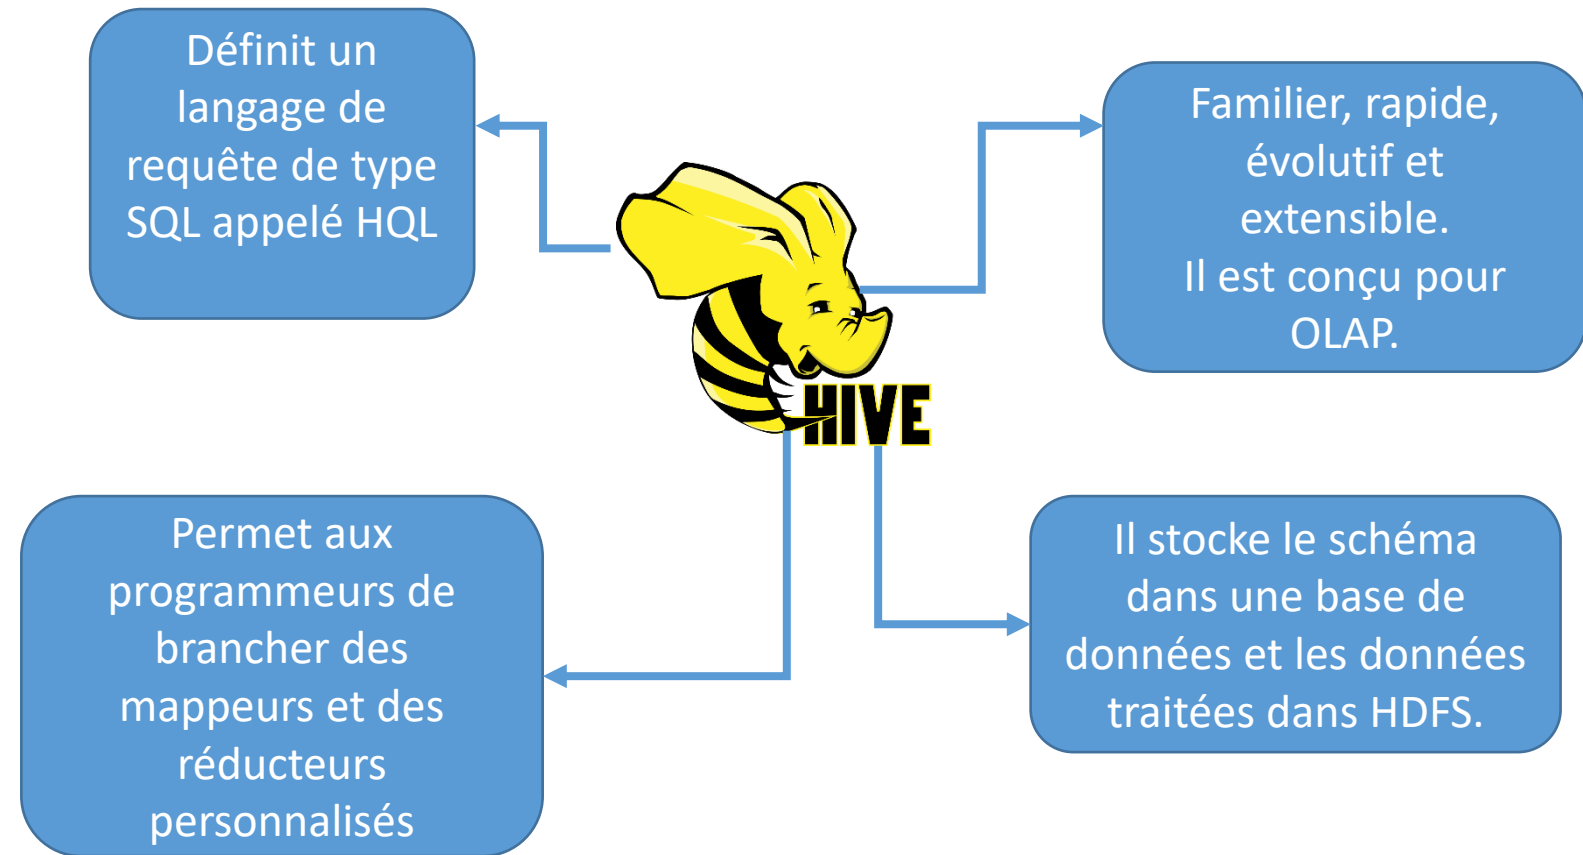 Définit un
langage de
requête de type
SQL appelé HQL
Familier, rapide,
évolutif et
extensible.
Il est conçu pour
OLAP.
HIVE
Permet aux
programmeurs de
brancher des
mappeurs et des
réducteurs
personnalisés
Il stocke le schéma
dans une base de
données et les données
traitées dans HDFS.